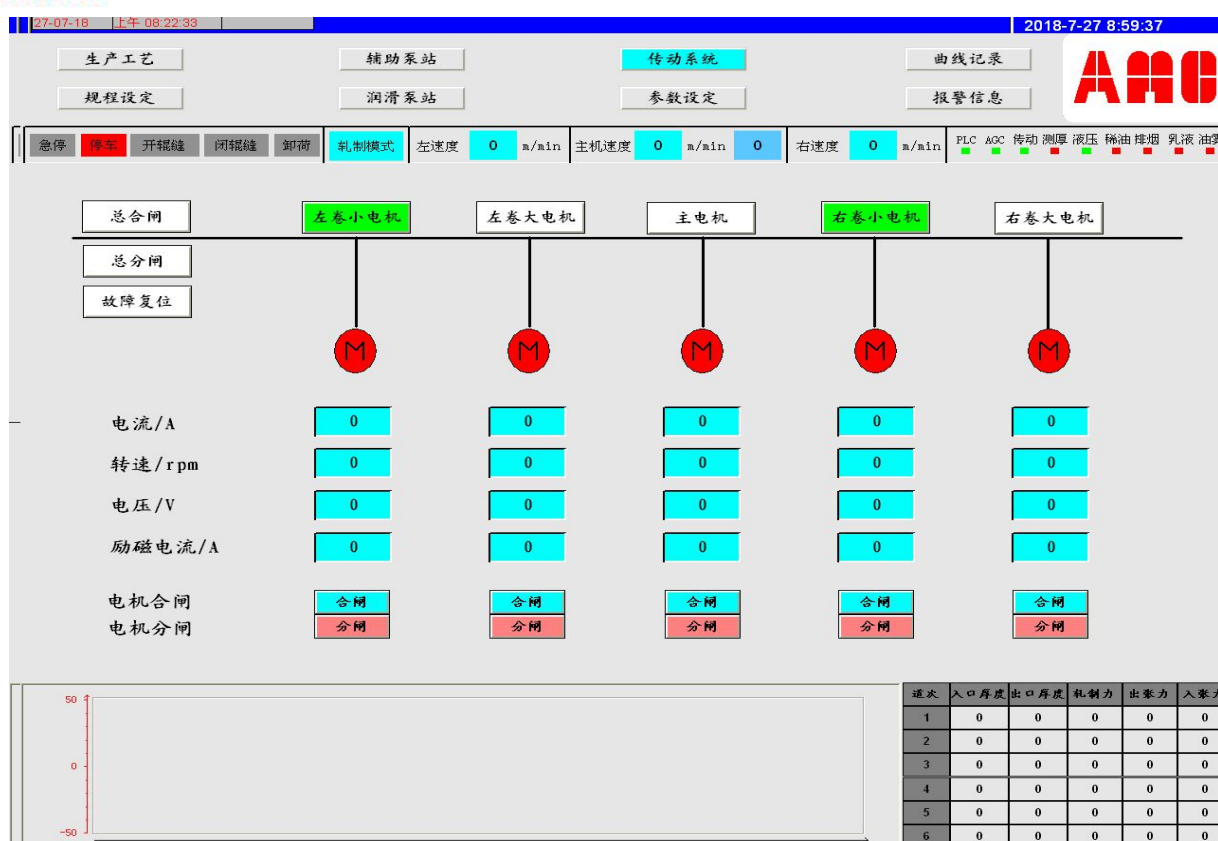 27-07-18 上午 08:22:33 2018-7-27 8:59:37
生产工艺 辅助泵站 传动系统 曲线记录
AMC
规程设定 润滑泵站 参数设定 报警信息
急停 停车 开辊缝 闭辊缝 卸荷 轧制模式 左速度 0 m/min 主机速度 0 m/min 0 右速度 0 m/min PLC AGC 传动 测厚 液压 稀油 排烟 乳液 油雾
总合闸 左卷小电机 左卷大电机 主电机 右卷小电机 右卷大电机
总分闸
故障复位
M M M M M
电流/A 0 0 0 0 0
转速/rpm 0 0 0 0 0
电压/V 0 0 0 0 0
励磁电流/A 0 0 0 0 0
电机合闸 合闸 合闸 合闸 合闸 合闸
电机分闸 分闸 分闸 分闸 分闸 分闸
50
0
-50
道次 入口厚度 出口厚度 轧制力 出张力 入张力
1 0 0 0 0 0
2 0 0 0 0 0
3 0 0 0 0 0
4 0 0 0 0 0
5 0 0 0 0 0
6 0 0 0 0 0